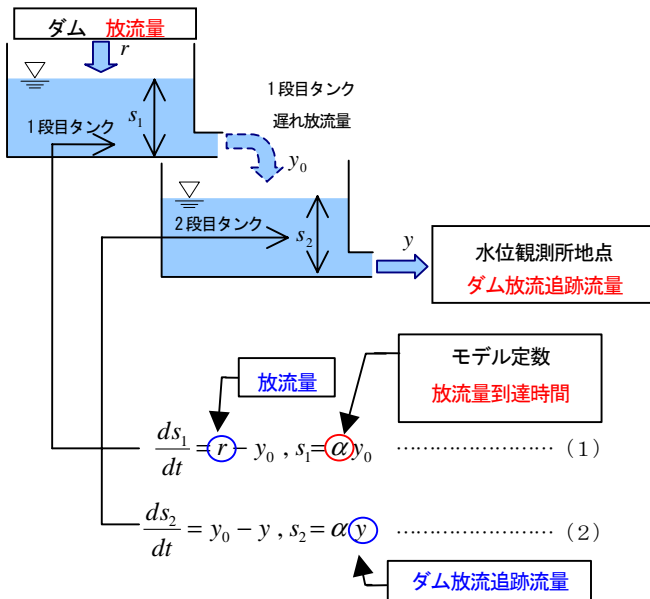 ダム 放流量
r
1段目タンク
遅れ放流量
s₁
1段目タンク
y₀
2段目タンク
s₂
y
水位観測所地点
ダム放流追跡流量
モデル定数
放流量到達時間
放流量
ds₁/dt = r − y₀ , s₁ = αy₀ …………………… (1)
ds₂/dt = y₀ − y , s₂ = αy …………………… (2)
ダム放流追跡流量